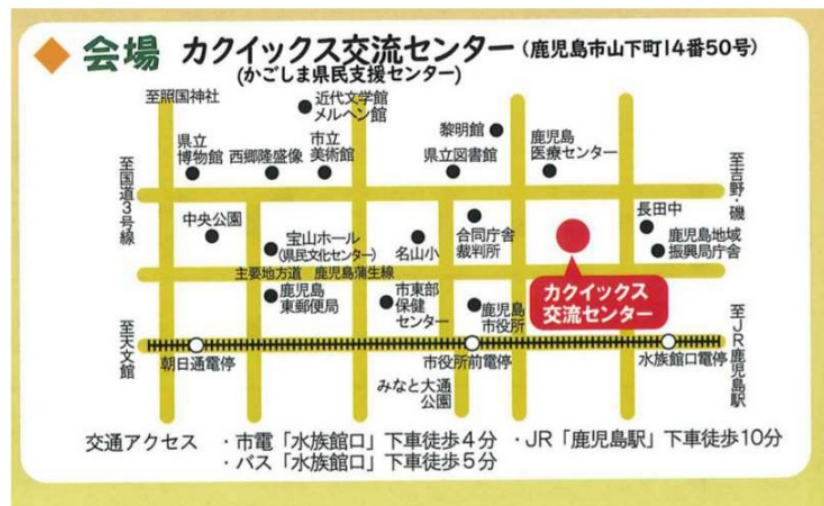 会場 カクイックス交流センター(鹿児島市山下町14番50号)
(かごしま県民支援センター)
至照国神社
近代文学館
メルヘン館
黎明館
県立
博物館
西郷隆盛像
市立
美術館
県立図書館
鹿児島
医療センター
至国道3号線
至吉野・磯
中央公園
宝山ホール
(県民文化センター)
名山小
合同庁舎
裁判所
長田中
鹿児島地域
振興局庁舎
主要地方道 鹿児島蒲生線
カクイックス
交流センター
鹿児島
東郵便局
市東部
保健
センター
鹿児島
市役所
至天文館
至JR鹿児島駅
朝日通電停
市役所前電停
水族館口電停
みなと大通
公園
交通アクセス ・市電「水族館口」下車徒歩4分 ・JR「鹿児島駅」下車徒歩10分
・バス「水族館口」下車徒歩5分